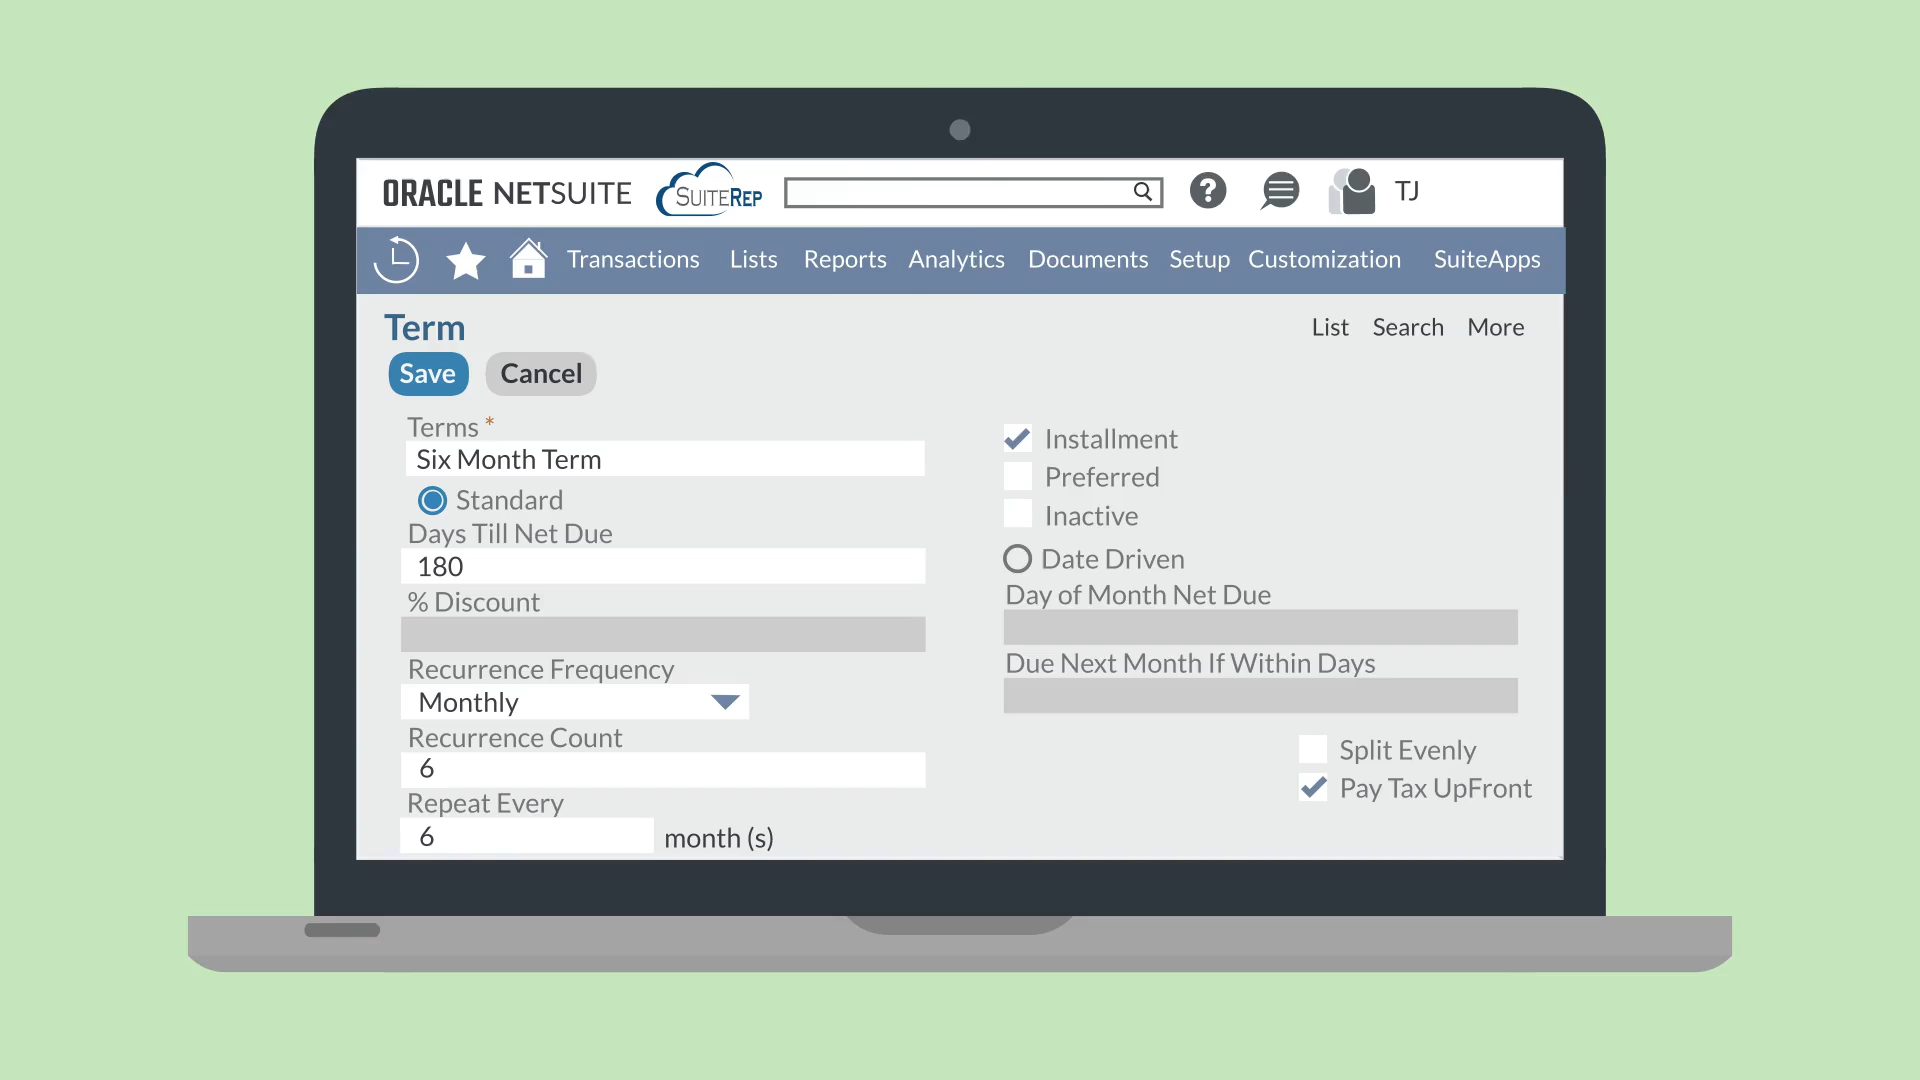 ORACLE NETSUITE SUITEREP ? TJ
Transactions Lists Reports Analytics Documents Setup Customization SuiteApps
Term List Search More
Save Cancel
Terms *
Six Month Term
Standard
Days Till Net Due
180
% Discount
Recurrence Frequency
Monthly
Recurrence Count
6
Repeat Every
6 month (s)
Installment
Preferred
Inactive
Date Driven
Day of Month Net Due
Due Next Month If Within Days
Split Evenly
Pay Tax UpFront